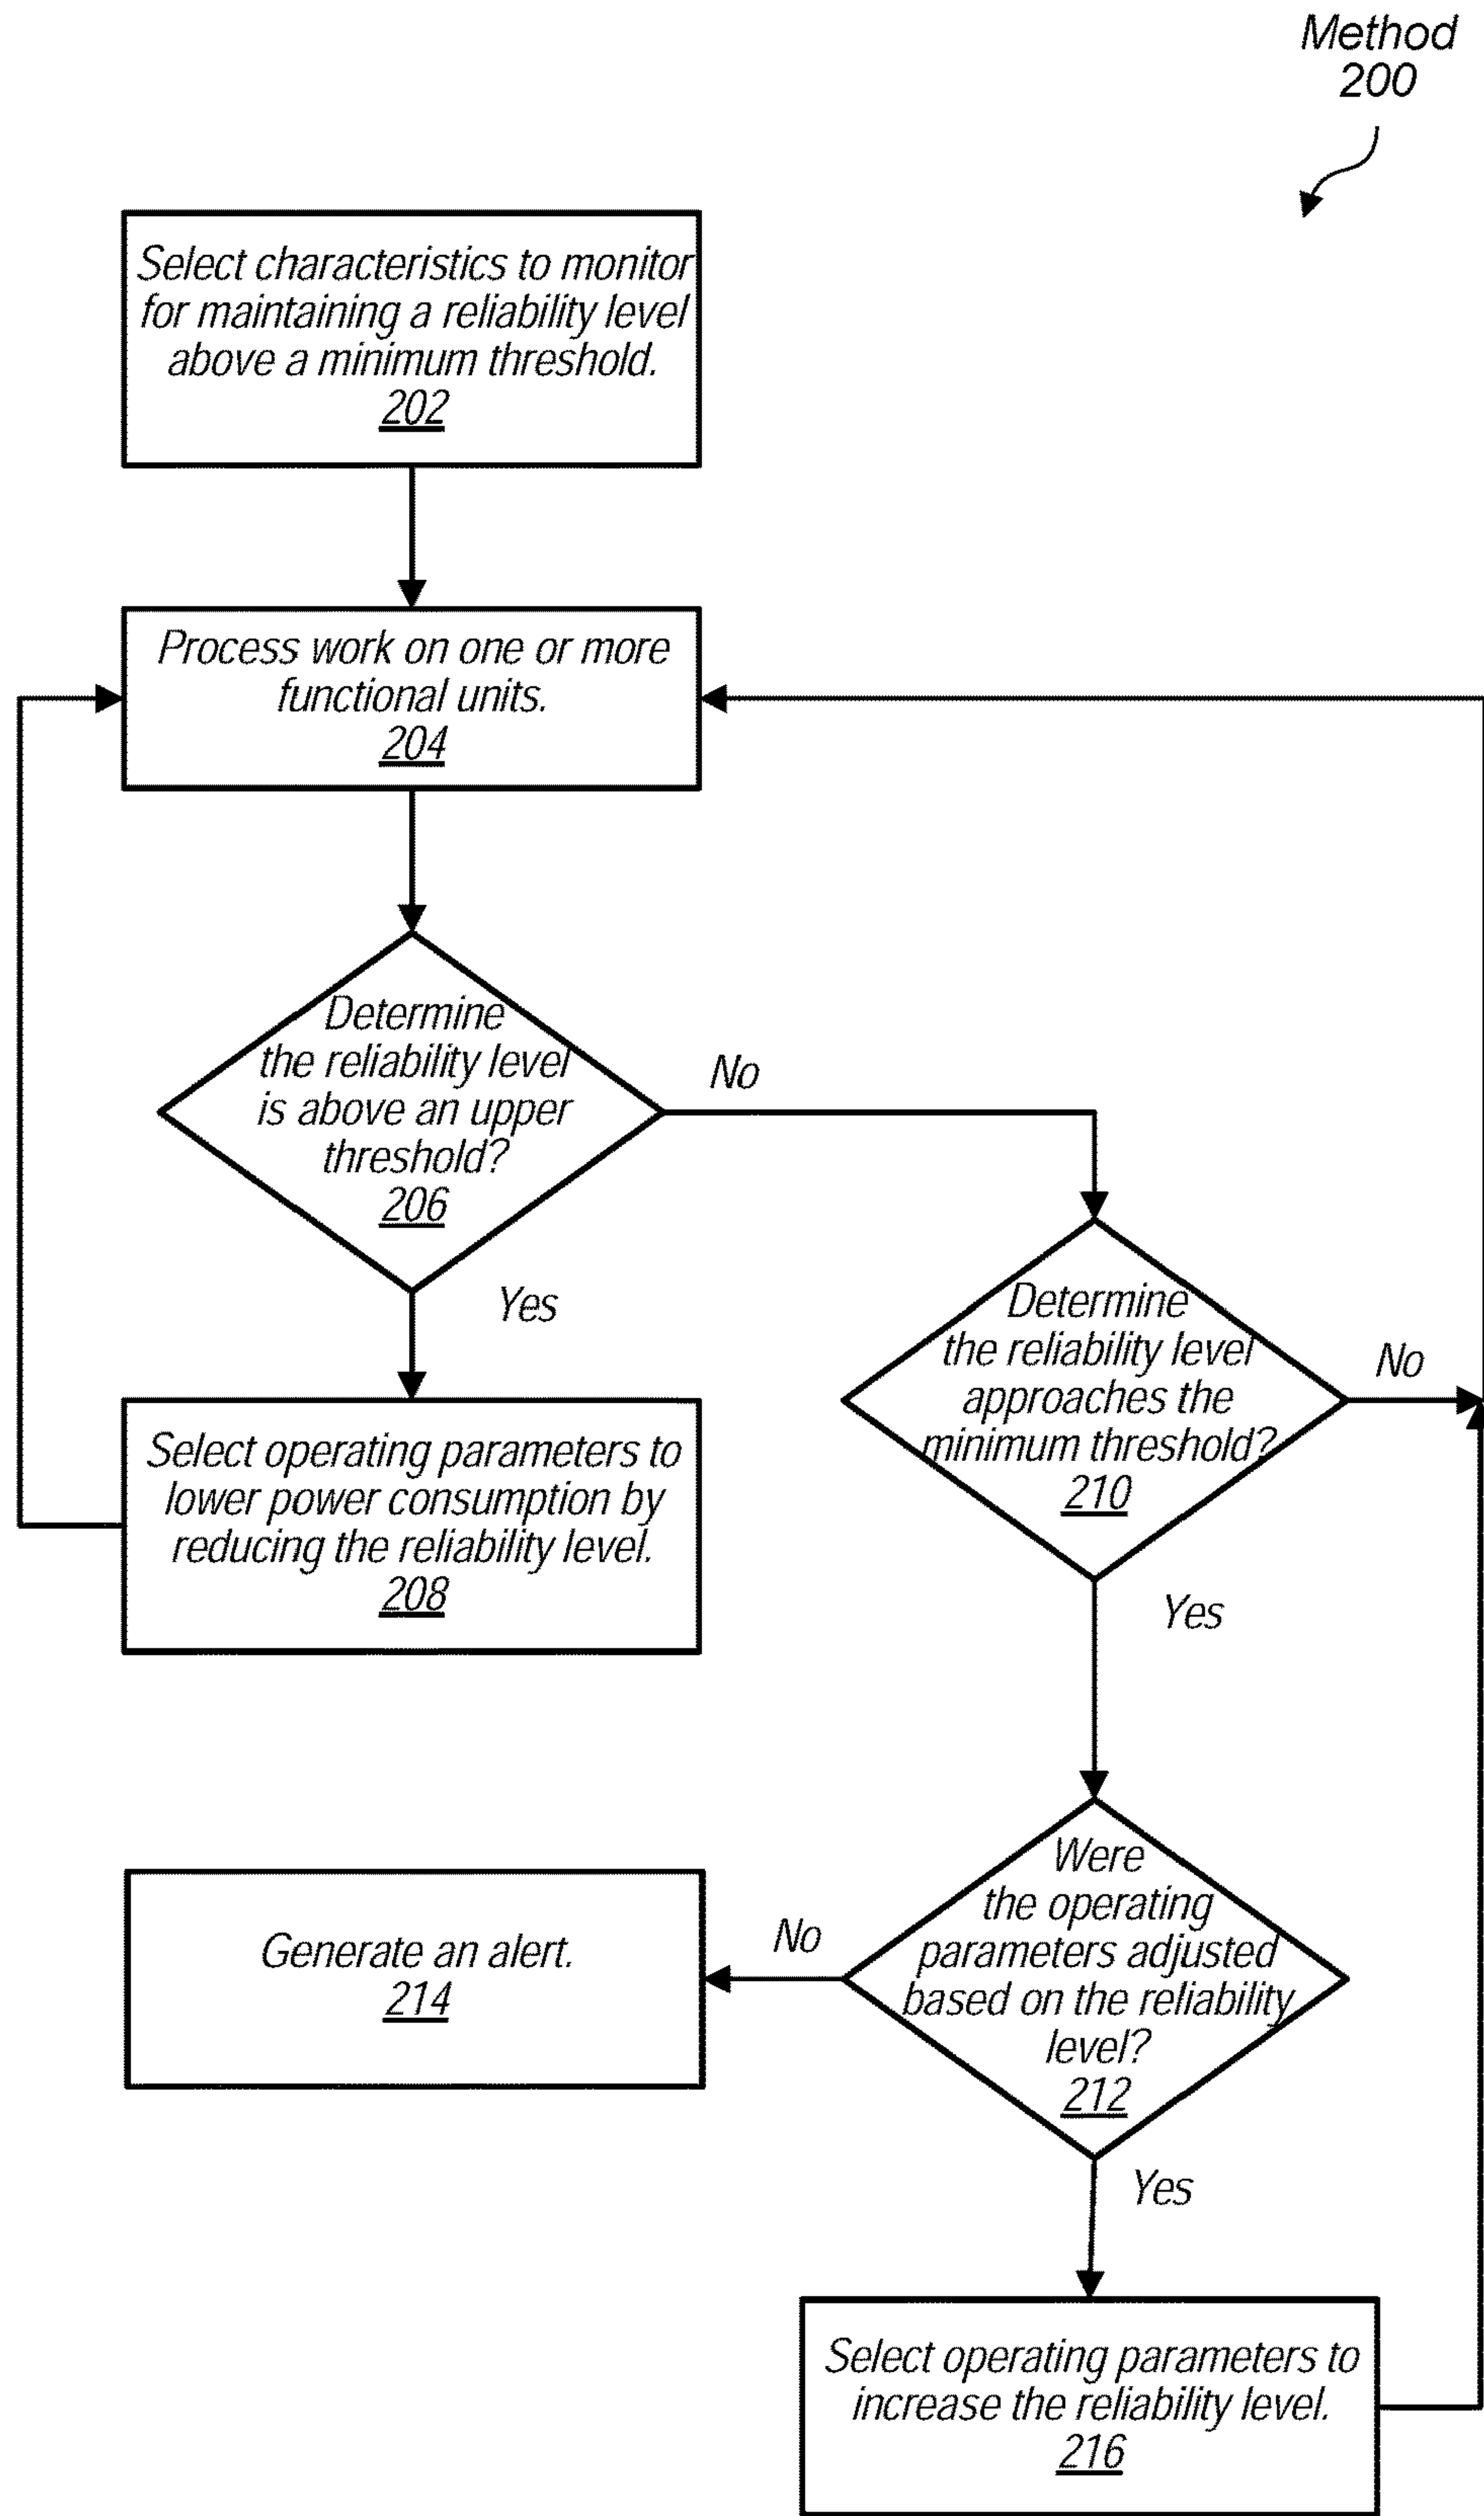 Method
200
Select characteristics to monitor
for maintaining a reliability level
above a minimum threshold.
202
Process work on one or more
functional units.
204
Determine
the reliability level
is above an upper
threshold?
206
No
Yes
Select operating parameters to
lower power consumption by
reducing the reliability level.
208
Determine
the reliability level
approaches the
minimum threshold?
210
No
Yes
Were
the operating
parameters adjusted
based on the reliability
level?
212
No
Generate an alert.
214
Yes
Select operating parameters to
increase the reliability level.
216